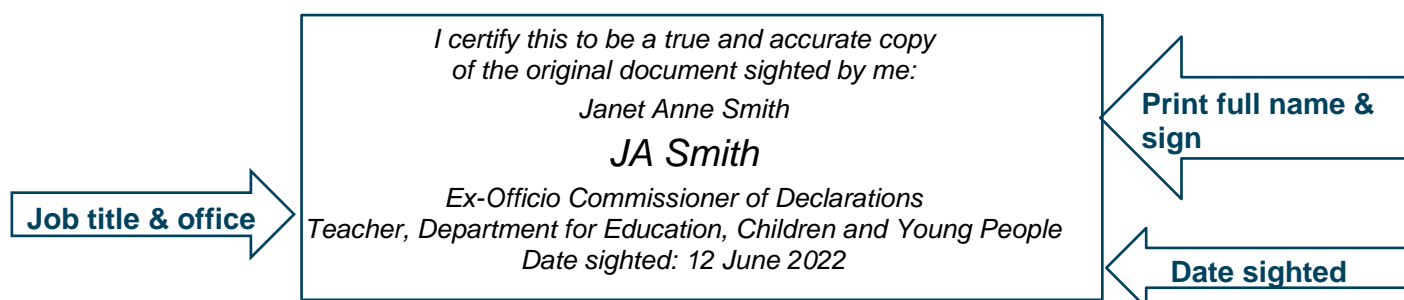 I certify this to be a true and accurate copy
of the original document sighted by me:
Janet Anne Smith
JA Smith
Ex-Officio Commissioner of Declarations
Teacher, Department for Education, Children and Young People
Date sighted: 12 June 2022
Print full name &
sign
Job title & office
Date sighted